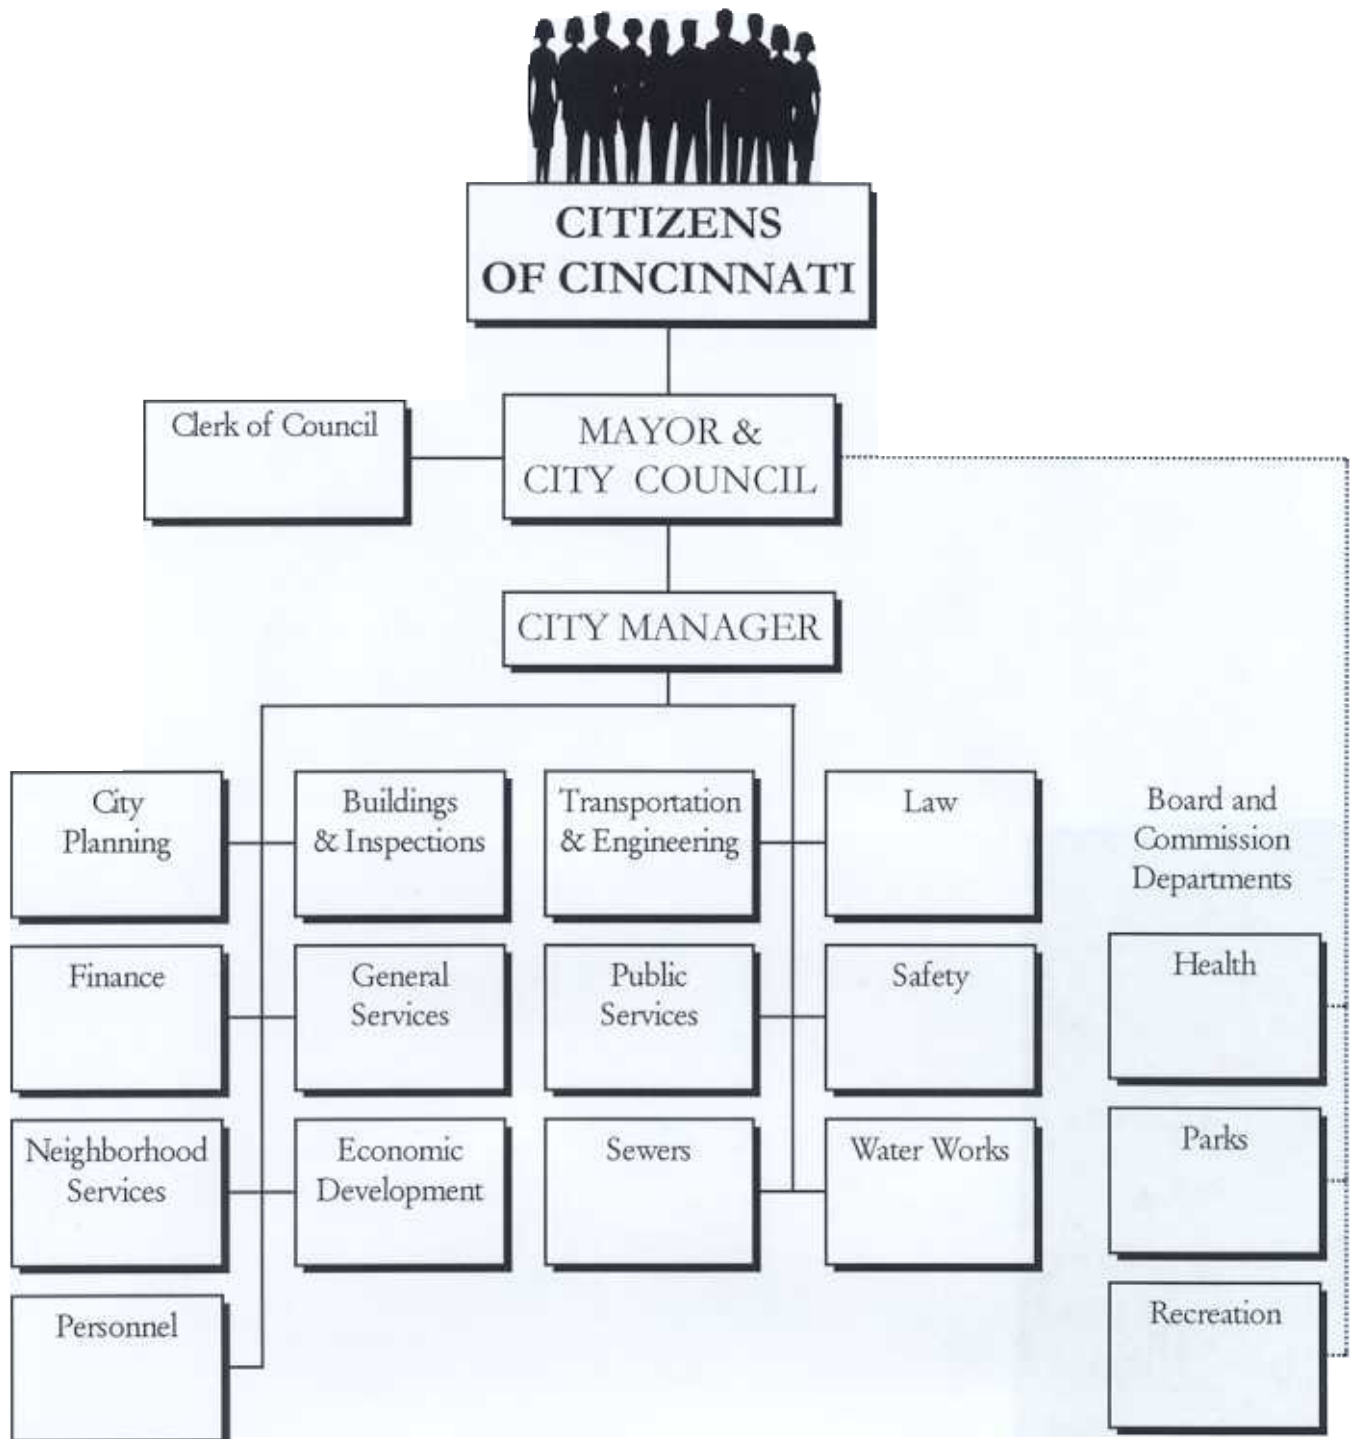 CITIZENS
OF CINCINNATI
Clerk of Council
MAYOR &
CITY COUNCIL
CITY MANAGER
City
Planning
Buildings
& Inspections
Transportation
& Engineering
Law
Board and
Commission
Departments
Finance
General
Services
Public
Services
Safety
Health
Neighborhood
Services
Economic
Development
Sewers
Water Works
Parks
Personnel
Recreation